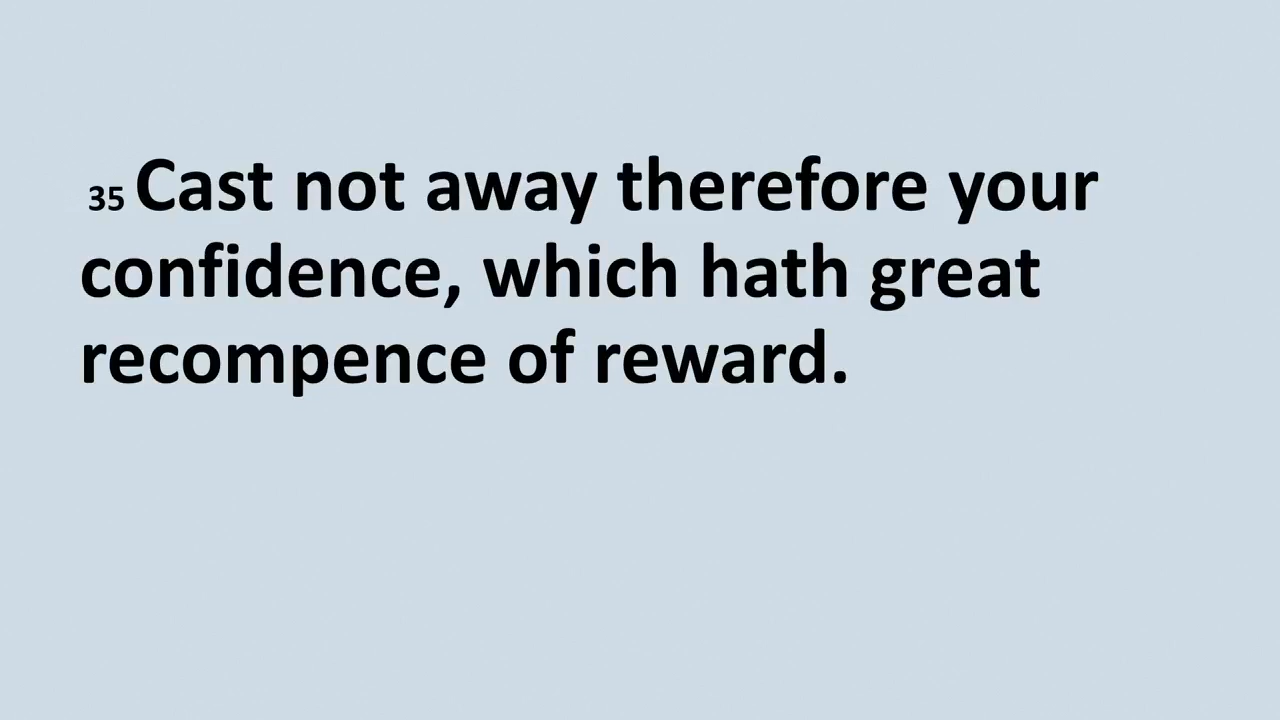 35 Cast not away therefore your
confidence, which hath great
recompence of reward.